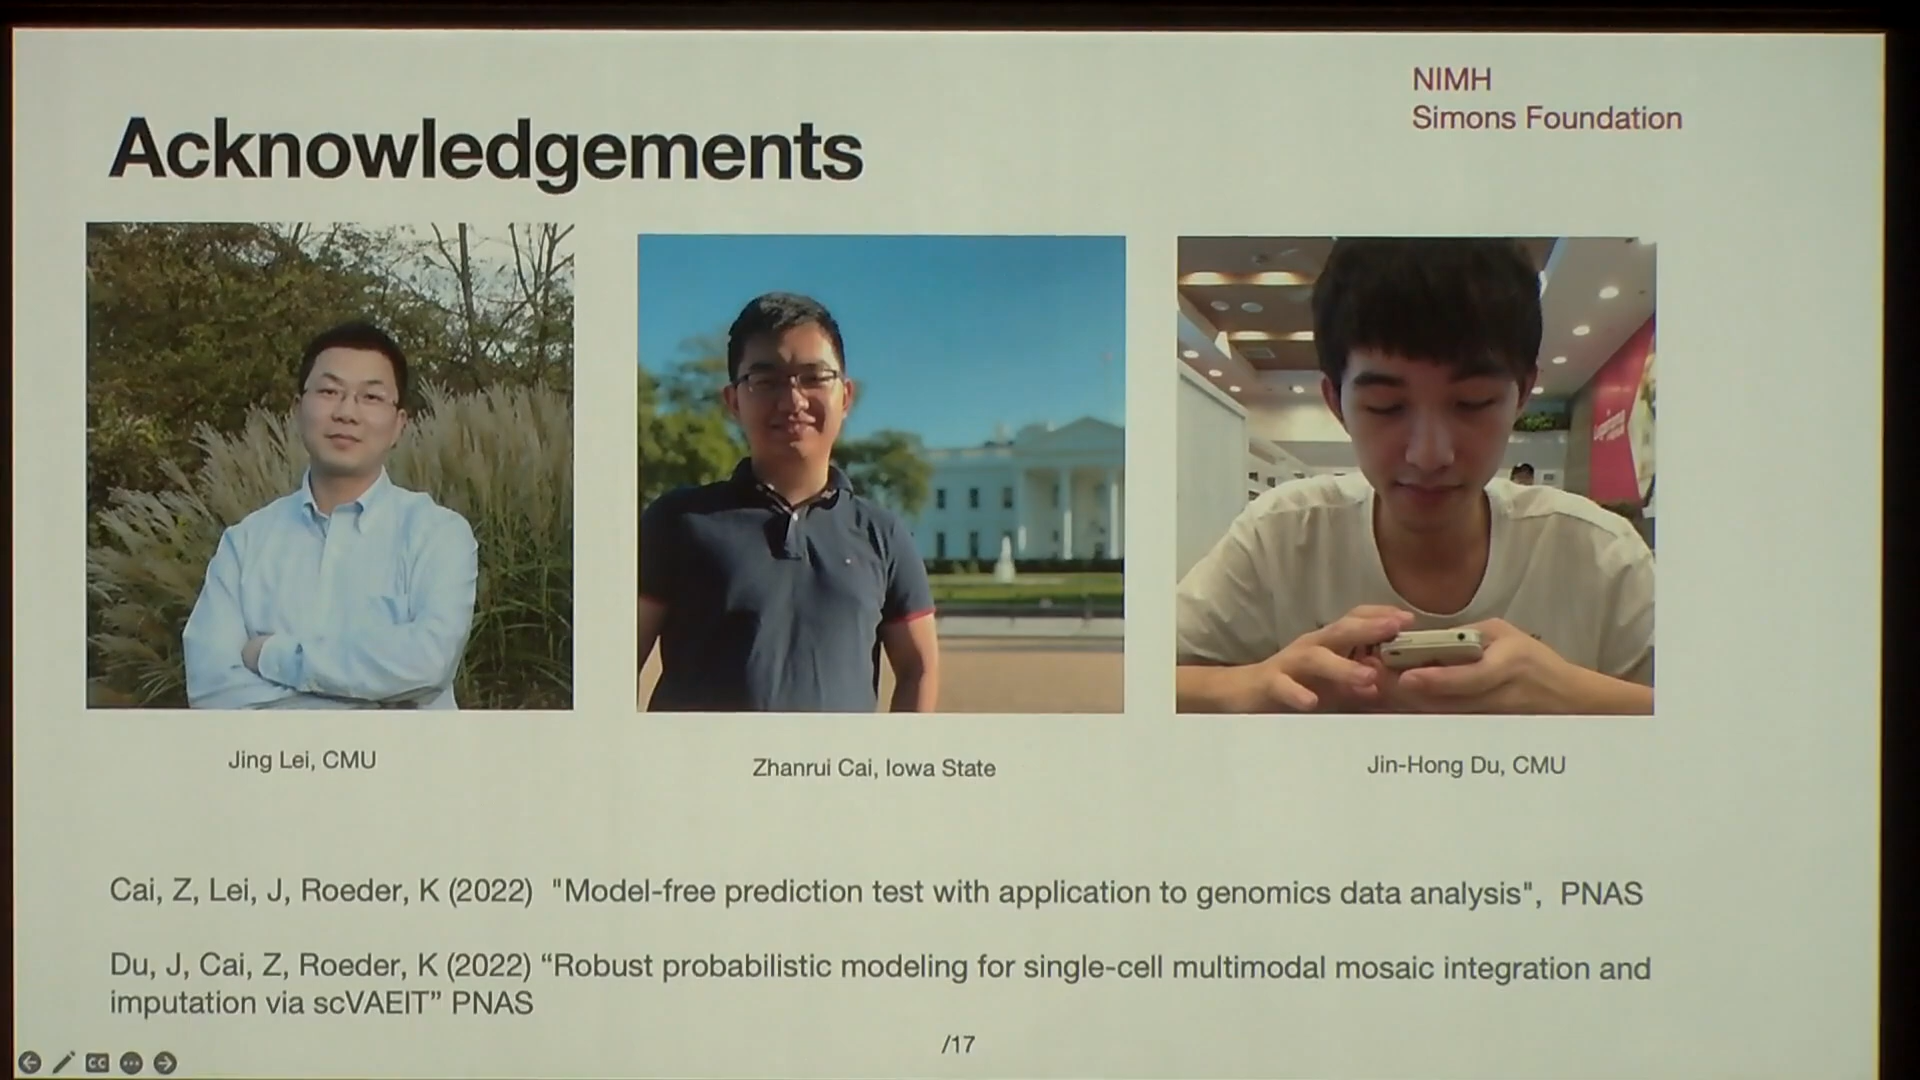 NIMH
Simons Foundation
Acknowledgements
Jing Lei, CMU
Zhanrui Cai, Iowa State
Jin-Hong Du, CMU
Cai, Z, Lei, J, Roeder, K (2022)  "Model-free prediction test with application to genomics data analysis",  PNAS
Du, J, Cai, Z, Roeder, K (2022) “Robust probabilistic modeling for single-cell multimodal mosaic integration and
imputation via scVAEIT” PNAS
/17
CC